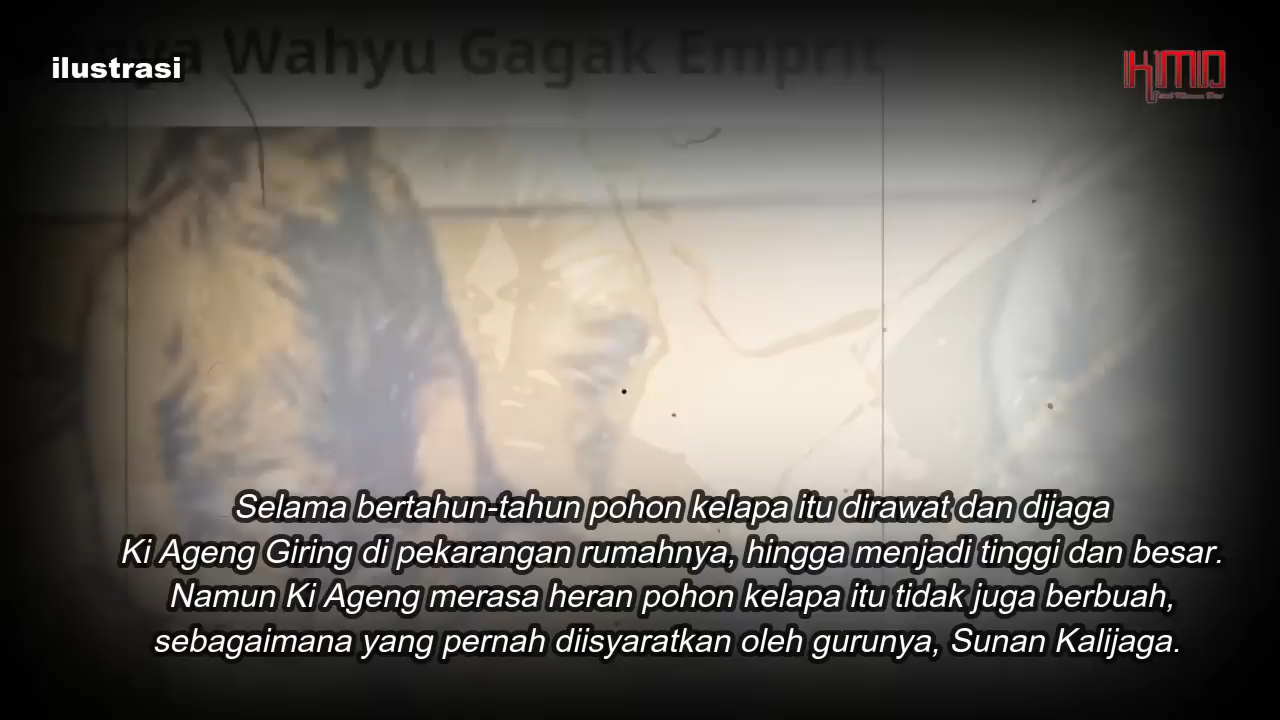 Wahyu Gagak Emprit
ilustrasi
KMD
Selama bertahun-tahun pohon kelapa itu dirawat dan dijaga
Ki Ageng Giring di pekarangan rumahnya, hingga menjadi tinggi dan besar.
Namun Ki Ageng merasa heran pohon kelapa itu tidak juga berbuah,
sebagaimana yang pernah diisyaratkan oleh gurunya, Sunan Kalijaga.